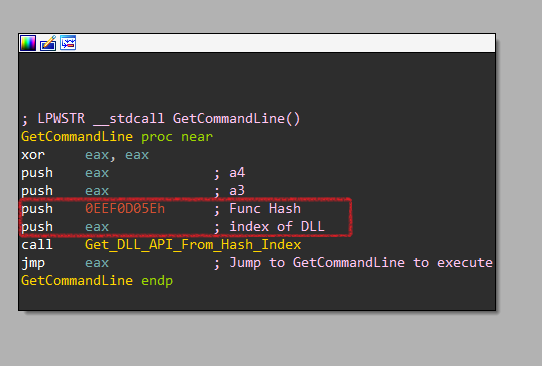 ; LPWSTR __stdcall GetCommandLine()
GetCommandLine proc near
xor     eax, eax
push    eax             ; a4
push    eax             ; a3
push    0EEF0D05Eh      ; Func Hash
push    eax             ; index of DLL
call    Get_DLL_API_From_Hash_Index
jmp     eax             ; Jump to GetCommandLine to execute
GetCommandLine endp